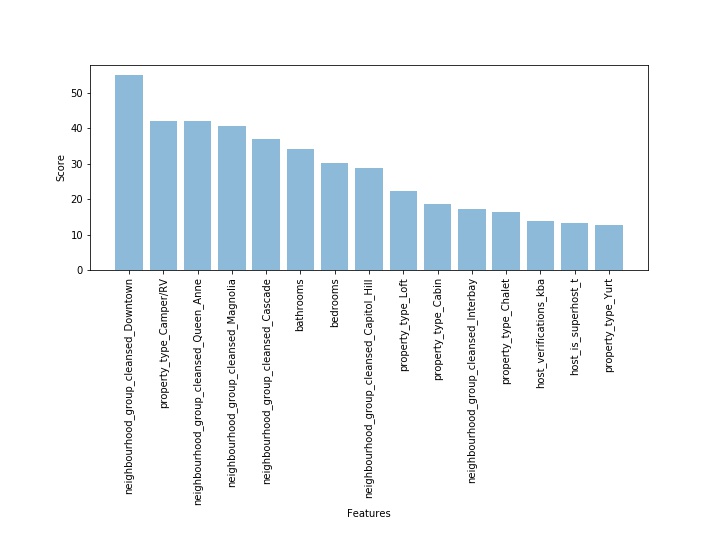 50
40
30
20
10
0
Score
neighbourhood_group_cleansed_Downtown
property_type_Camper/RV
neighbourhood_group_cleansed_Queen_Anne
neighbourhood_group_cleansed_Magnolia
neighbourhood_group_cleansed_Cascade
bathrooms
bedrooms
neighbourhood_group_cleansed_Capitol_Hill
property_type_Loft
property_type_Cabin
neighbourhood_group_cleansed_Interbay
property_type_Chalet
host_verifications_kba
host_is_superhost_t
property_type_Yurt
Features